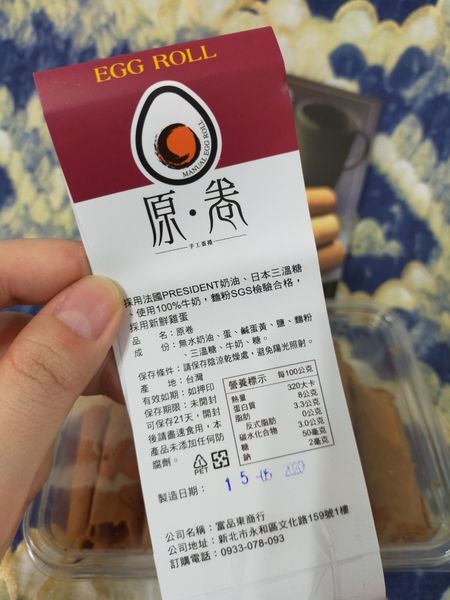 EGG ROLL
MANUAL EGG ROLL
原・卷
手工蛋捲
採用法國PRESIDENT奶油、日本三溫糖
、使用100%牛奶，麵粉SGS檢驗合格，
採用新鮮雞蛋
品　名：原卷
成　份：無水奶油、蛋、鹹蛋黃、鹽、麵粉
、三溫糖、牛奶、糖。
保存條件：請保存陰涼乾燥處，避免陽光照射。
產　地：台灣
有效如期：如押印
保存期限：未開封
可保存21天，開封
後請盡速食用，本
產品未添加任何防
腐劑。
營養標示 每100公克
熱量 320大卡
蛋白質 8公克
脂肪 3.3公克
反式脂肪 0公克
碳水化合物 3.0公克
糖 50毫克
鈉 2毫克
PET
製造日期：
公司名稱：富品東商行
公司地址：新北市永和區文化路159號1樓
訂購電話：0933-078-093